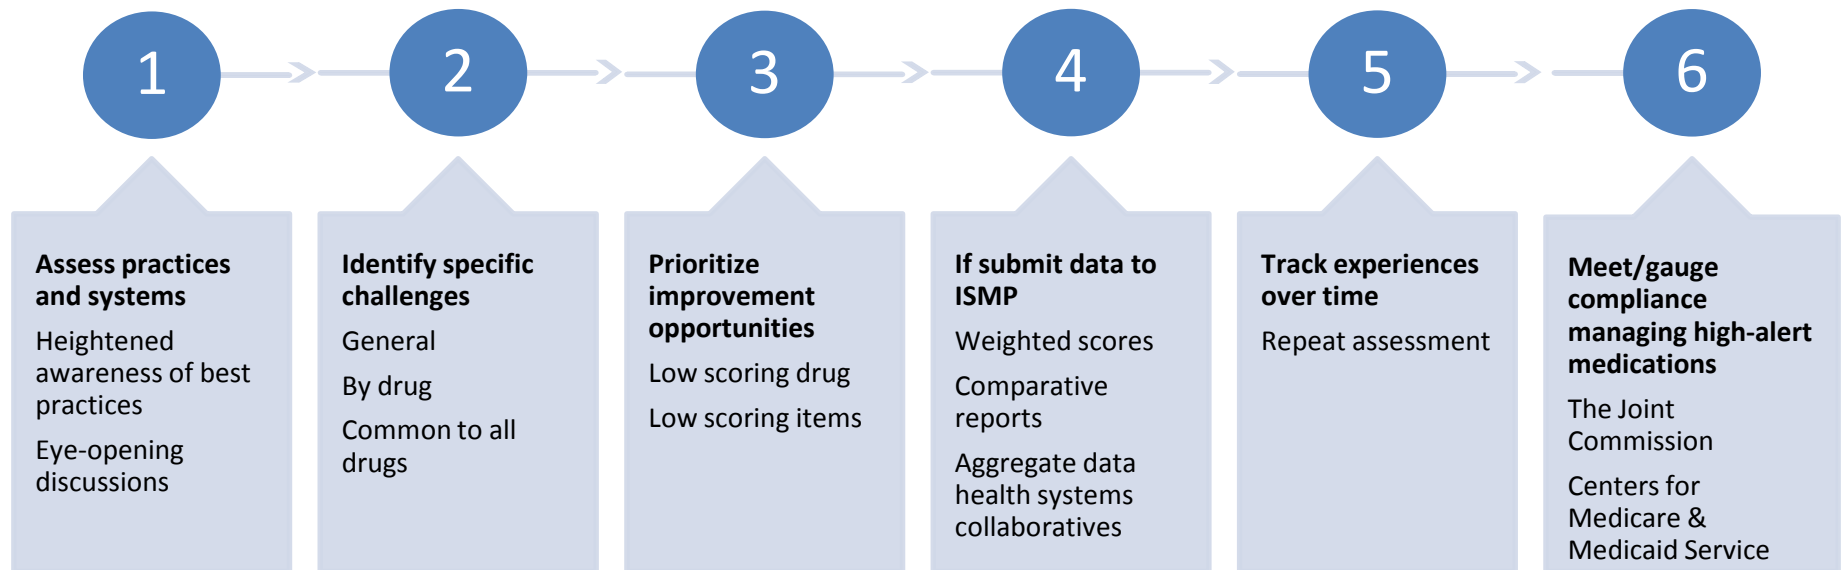 1
2
3
4
5
6
Assess practices
and systems
Heightened
awareness of best
practices
Eye-opening
discussions
Identify specific
challenges
General
By drug
Common to all
drugs
Prioritize
improvement
opportunities
Low scoring drug
Low scoring items
If submit data to
ISMP
Weighted scores
Comparative
reports
Aggregate data
health systems
collaboratives
Track experiences
over time
Repeat assessment
Meet/gauge
compliance
managing high-alert
medications
The Joint
Commission
Centers for
Medicare &
Medicaid Service